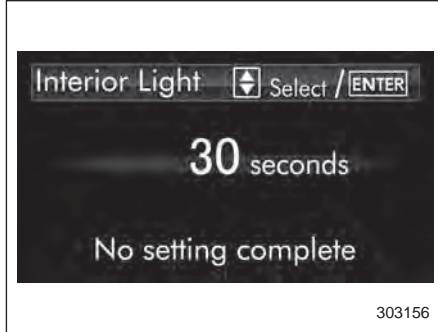 Interior Light Select / ENTER
30 seconds
No setting complete
303156